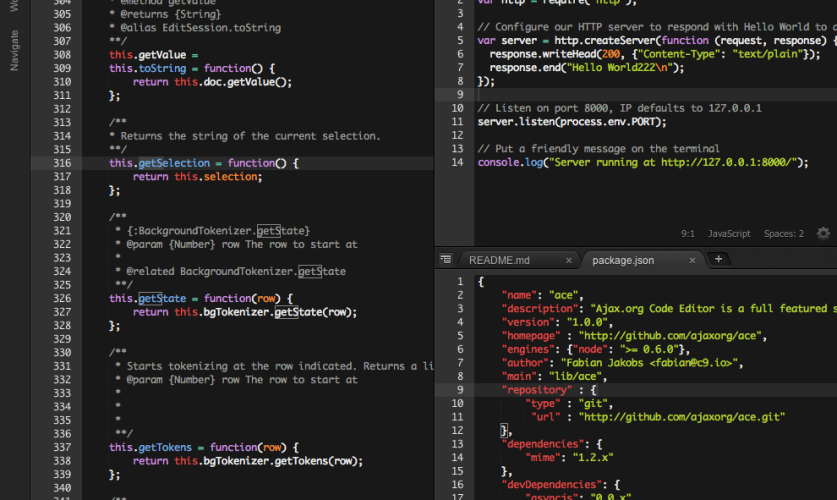 Navigate
304 * @method getValue
305 * @returns {String}
306 * @alias EditSession.toString
307 **/
308 this.getValue =
309 this.toString = function() {
310 return this.doc.getValue();
311 };
312
313 /**
314 * Returns the string of the current selection.
315 **/
316 this.getSelection = function() {
317 return this.selection;
318 };
319
320 /**
321 * {:BackgroundTokenizer.getState}
322 * @param {Number} row The row to start at
323 *
324 * @related BackgroundTokenizer.getState
325 **/
326 this.getState = function(row) {
327 return this.bgTokenizer.getState(row);
328 };
329
330 /**
331 * Starts tokenizing at the row indicated. Returns a li
332 * @param {Number} row The row to start at
333 *
334 *
335 *
336 **/
337 this.getTokens = function(row) {
338 return this.bgTokenizer.getTokens(row);
339 };
340
341 /**
2 var http = require('http');
3
4 // Configure our HTTP server to respond with Hello World to
5 var server = http.createServer(function (request, response) {
6 response.writeHead(200, {"Content-Type": "text/plain"});
7 response.end("Hello World222\n");
8 });
9
10 // Listen on port 8000, IP defaults to 127.0.0.1
11 server.listen(process.env.PORT);
12
13 // Put a friendly message on the terminal
14 console.log("Server running at http://127.0.0.1:8000/");
9:1 JavaScript Spaces: 2
README.md × package.json × +
1 {
2 "name": "ace",
3 "description": "Ajax.org Code Editor is a full featured s
4 "version": "1.0.0",
5 "homepage" : "http://github.com/ajaxorg/ace",
6 "engines": {"node": ">= 0.6.0"},
7 "author": "Fabian Jakobs <fabian@c9.io>",
8 "main": "lib/ace",
9 "repository" : {
10 "type" : "git",
11 "url" : "http://github.com/ajaxorg/ace.git"
12 },
13 "dependencies": {
14 "mime": "1.2.x"
15 },
16 "devDependencies": {
17 "asyncjs": "0.0.x"